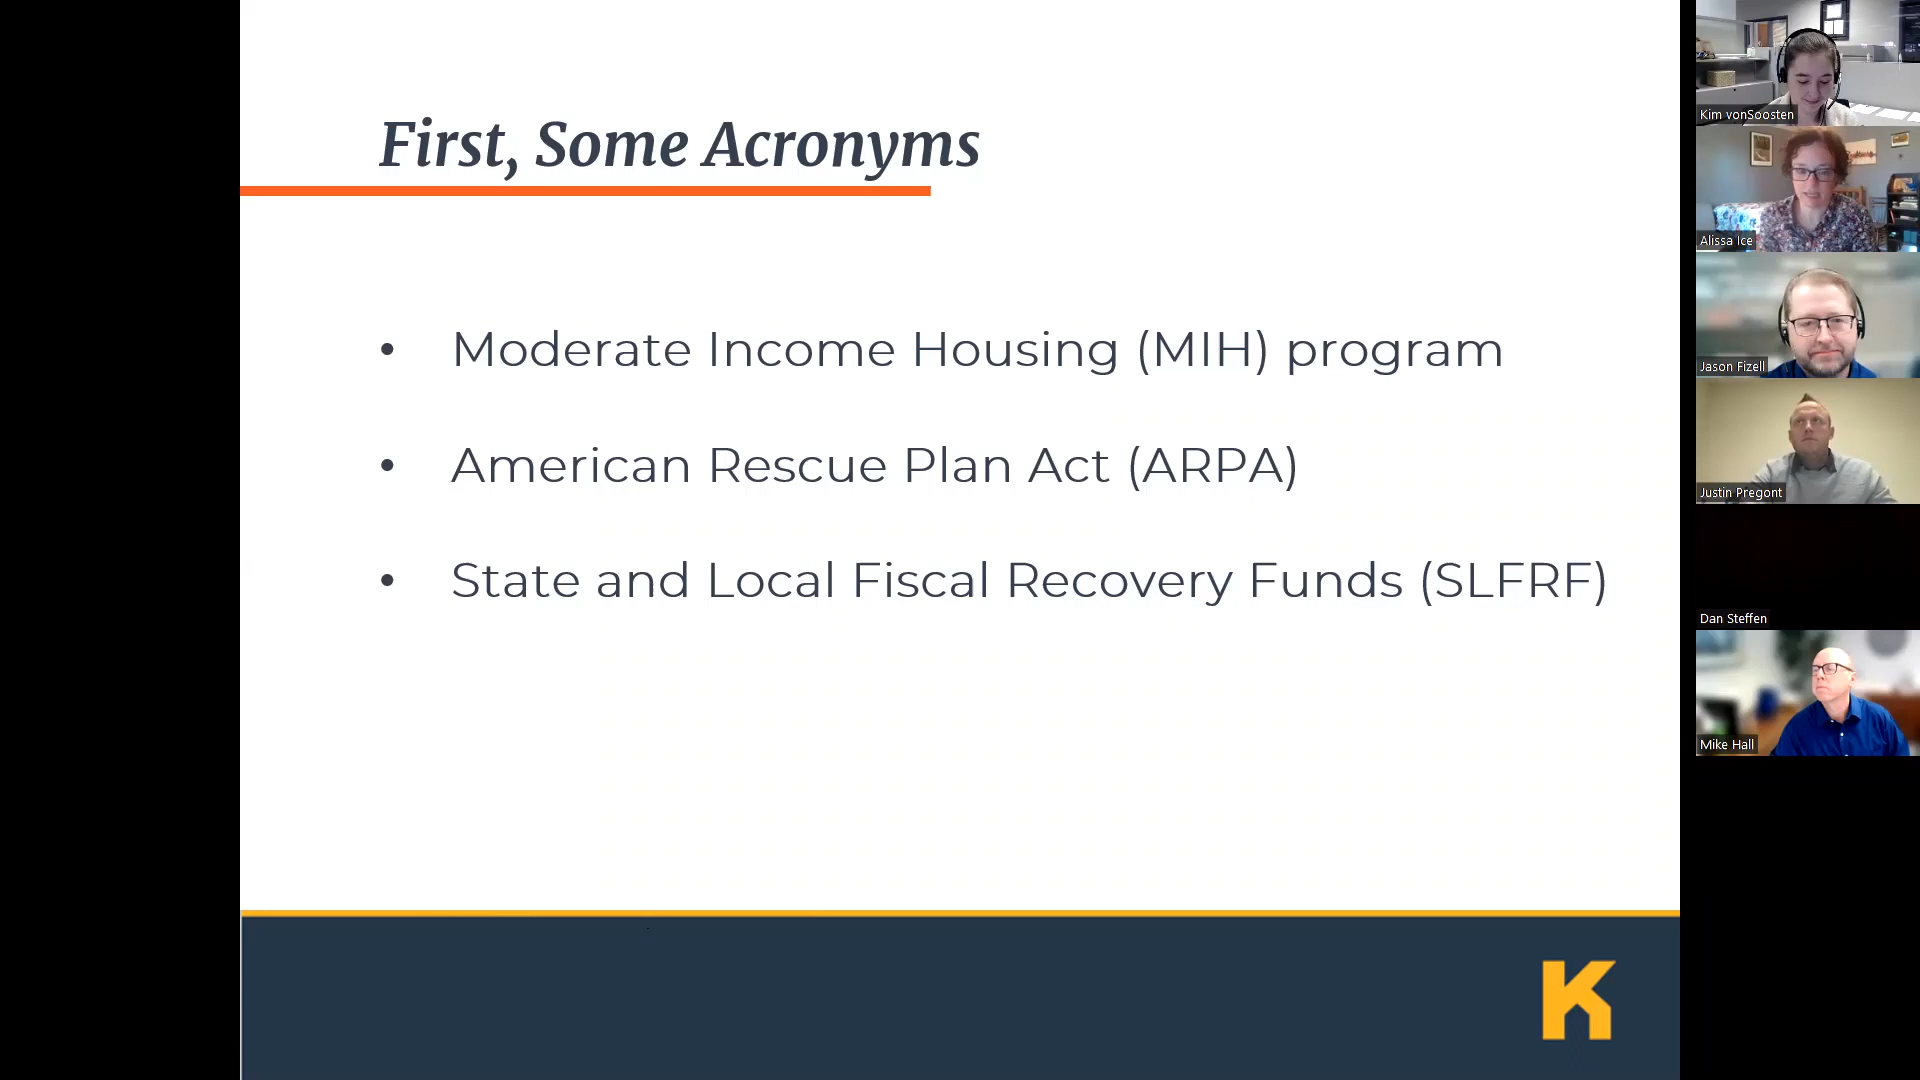 First, Some Acronyms
• Moderate Income Housing (MIH) program
• American Rescue Plan Act (ARPA)
• State and Local Fiscal Recovery Funds (SLFRF)
K
Kim vonSoosten
Alissa Ice
Jason Fizell
Justin Pregont
Dan Steffen
Mike Hall